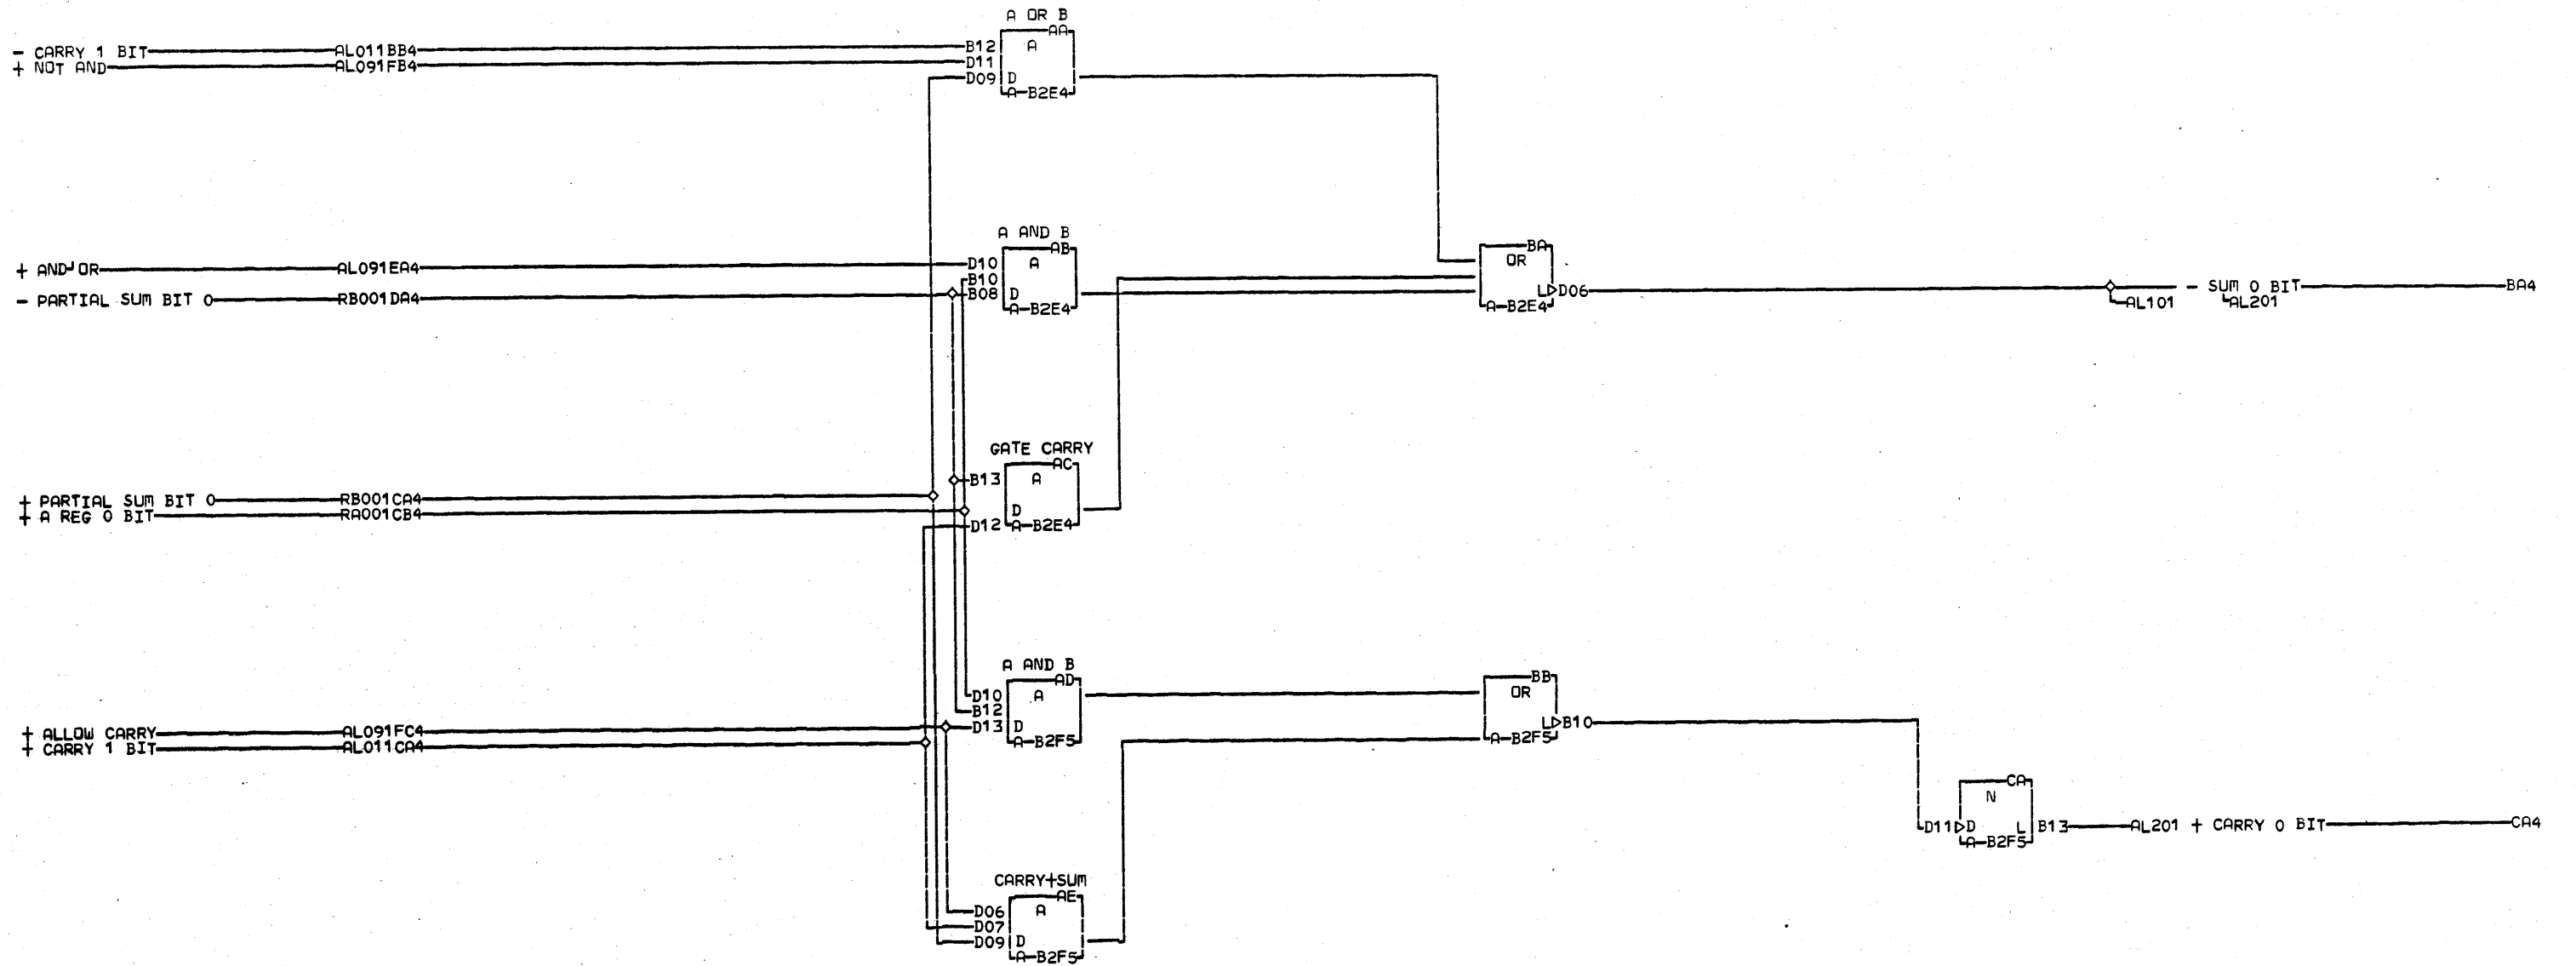 A OR B
AA
- CARRY 1 BIT AL011BB4 B12 A
+ NOT AND AL091FB4 D11
D09 D
A-B2E4
A AND B
AB
+ AND OR AL091EA4 D10 A
B10
- PARTIAL SUM BIT 0 RB001DA4 B08 D
A-B2E4
BA
OR
L D06 - SUM 0 BIT BA4
A-B2E4 AL101 AL201
GATE CARRY
AC
B13 A
+ PARTIAL SUM BIT 0 RB001CA4
+ A REG 0 BIT RA001CB4 D
D12 A-B2E4
A AND B
AD
D10 A
B12
+ ALLOW CARRY AL091FC4 D13 D
+ CARRY 1 BIT AL011CA4 A-B2F5
BB
OR
L B10
A-B2F5
CA
N
D11 D L B13 AL201 + CARRY 0 BIT CA4
A-B2F5
CARRY+SUM
AE
D06 A
D07
D09 D
A-B2F5